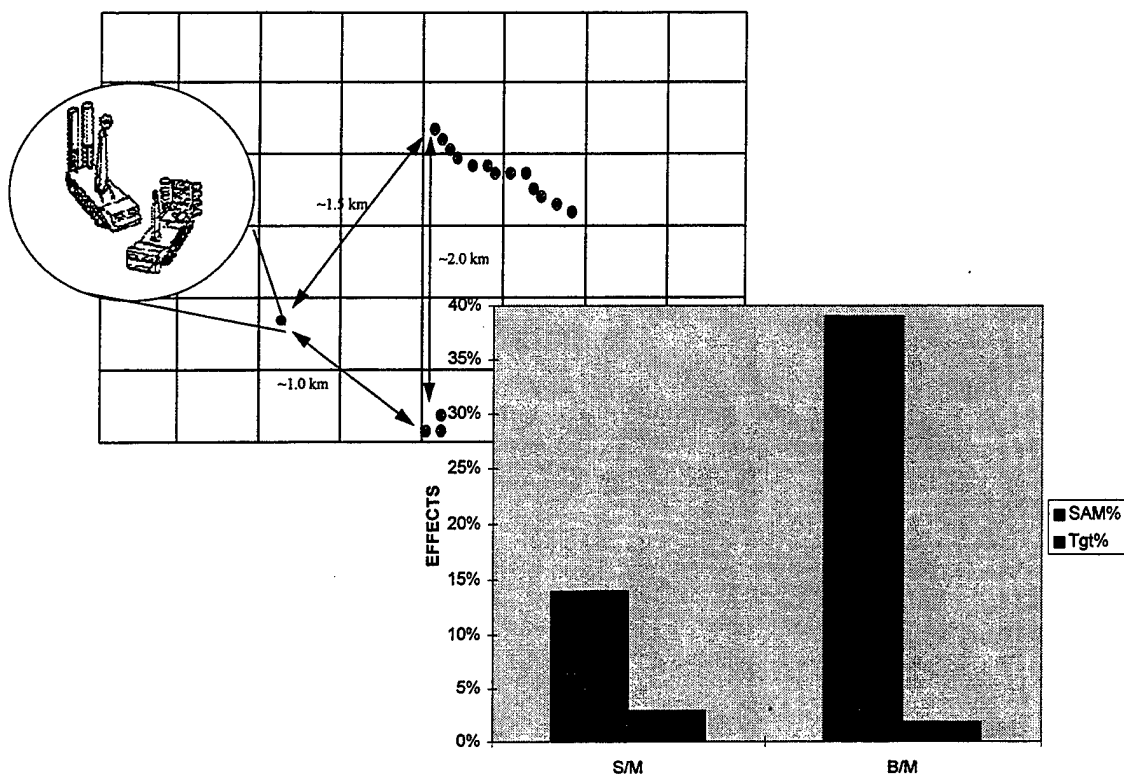 ~1.5 km
~2.0 km
~1.0 km
40%
35%
30%
25%
20%
15%
10%
5%
0%
EFFECTS
S/M
B/M
SAM%
Tgt%